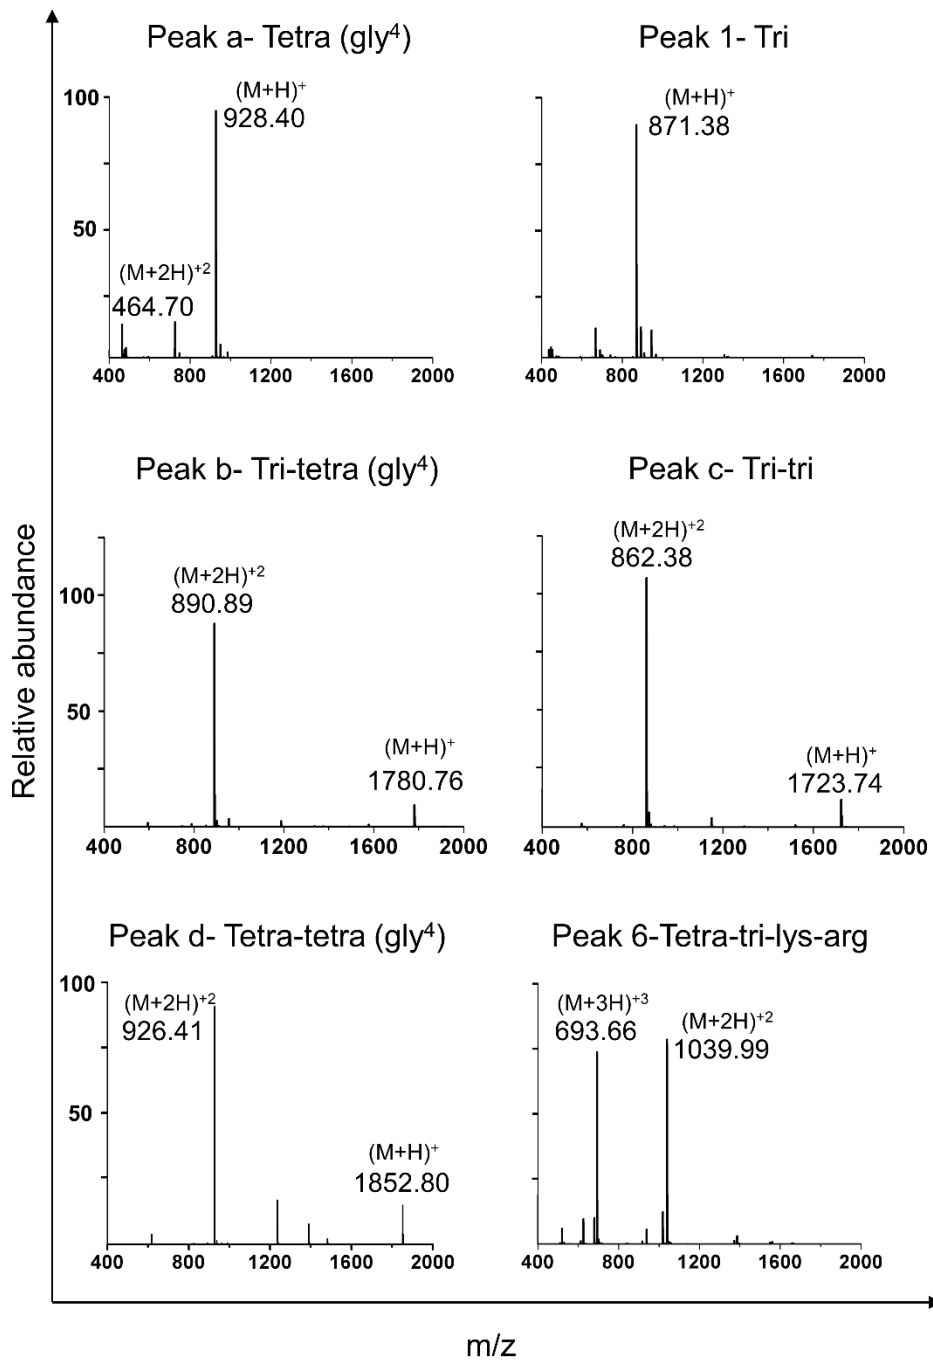 Peak a- Tetra (gly⁴)
(M+H)⁺
928.40
(M+2H)⁺²
464.70
100
50
400 800 1200 1600 2000
Peak 1- Tri
(M+H)⁺
871.38
400 800 1200 1600 2000
Peak b- Tri-tetra (gly⁴)
(M+2H)⁺²
890.89
(M+H)⁺
1780.76
100
50
400 800 1200 1600 2000
Peak c- Tri-tri
(M+2H)⁺²
862.38
(M+H)⁺
1723.74
400 800 1200 1600 2000
Peak d- Tetra-tetra (gly⁴)
(M+2H)⁺²
926.41
(M+H)⁺
1852.80
100
50
400 800 1200 1600 2000
Peak 6-Tetra-tri-lys-arg
(M+3H)⁺³
693.66
(M+2H)⁺²
1039.99
400 800 1200 1600 2000
Relative abundance
m/z